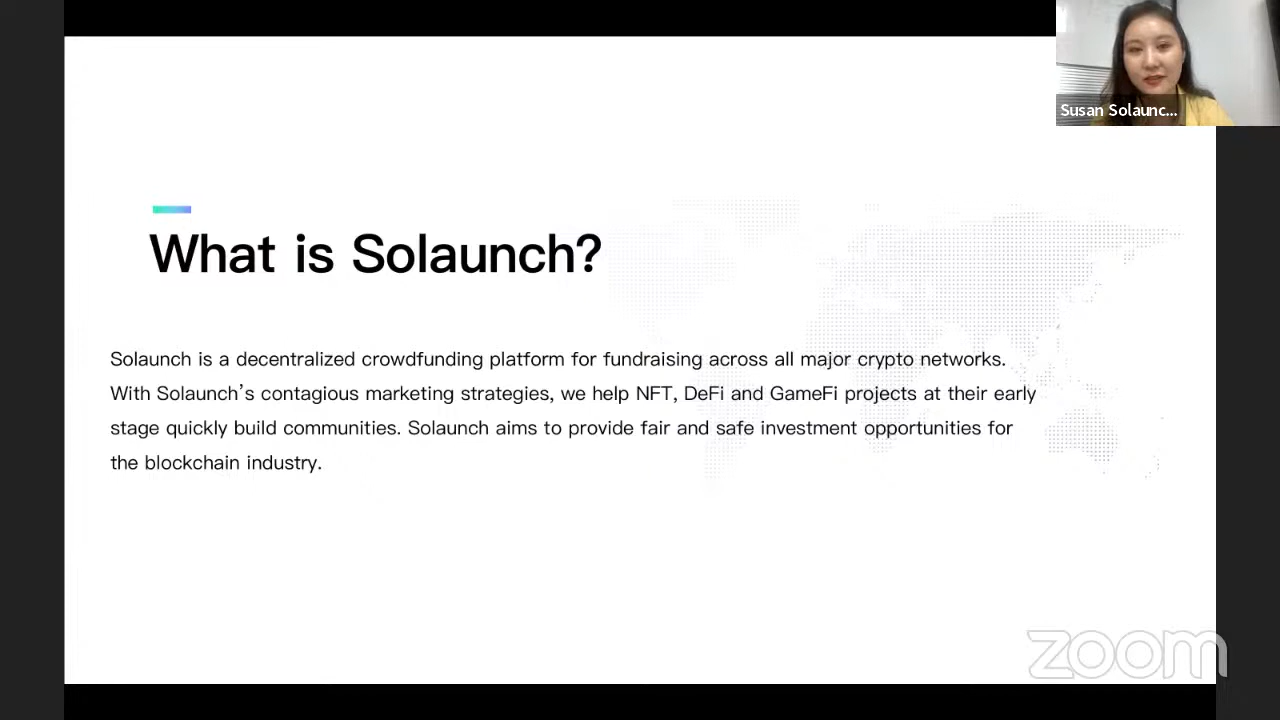 Susan Solaunc...
What is Solaunch?
Solaunch is a decentralized crowdfunding platform for fundraising across all major crypto networks.
With Solaunch's contagious marketing strategies, we help NFT, DeFi and GameFi projects at their early
stage quickly build communities. Solaunch aims to provide fair and safe investment opportunities for
the blockchain industry.
zoom